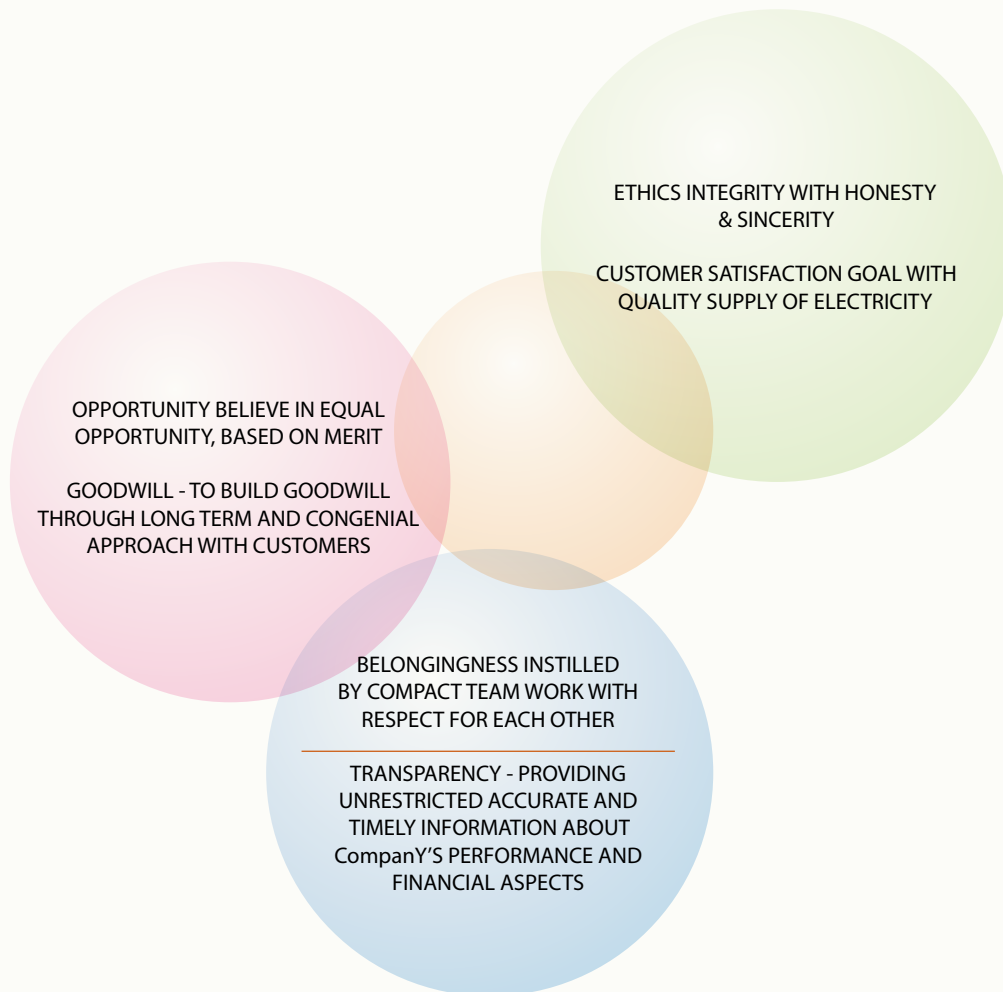 ETHICS INTEGRITY WITH HONESTY
& SINCERITY
CUSTOMER SATISFACTION GOAL WITH
QUALITY SUPPLY OF ELECTRICITY
OPPORTUNITY BELIEVE IN EQUAL
OPPORTUNITY, BASED ON MERIT
GOODWILL - TO BUILD GOODWILL
THROUGH LONG TERM AND CONGENIAL
APPROACH WITH CUSTOMERS
BELONGINGNESS INSTILLED
BY COMPACT TEAM WORK WITH
RESPECT FOR EACH OTHER
TRANSPARENCY - PROVIDING
UNRESTRICTED ACCURATE AND
TIMELY INFORMATION ABOUT
CompanY'S PERFORMANCE AND
FINANCIAL ASPECTS